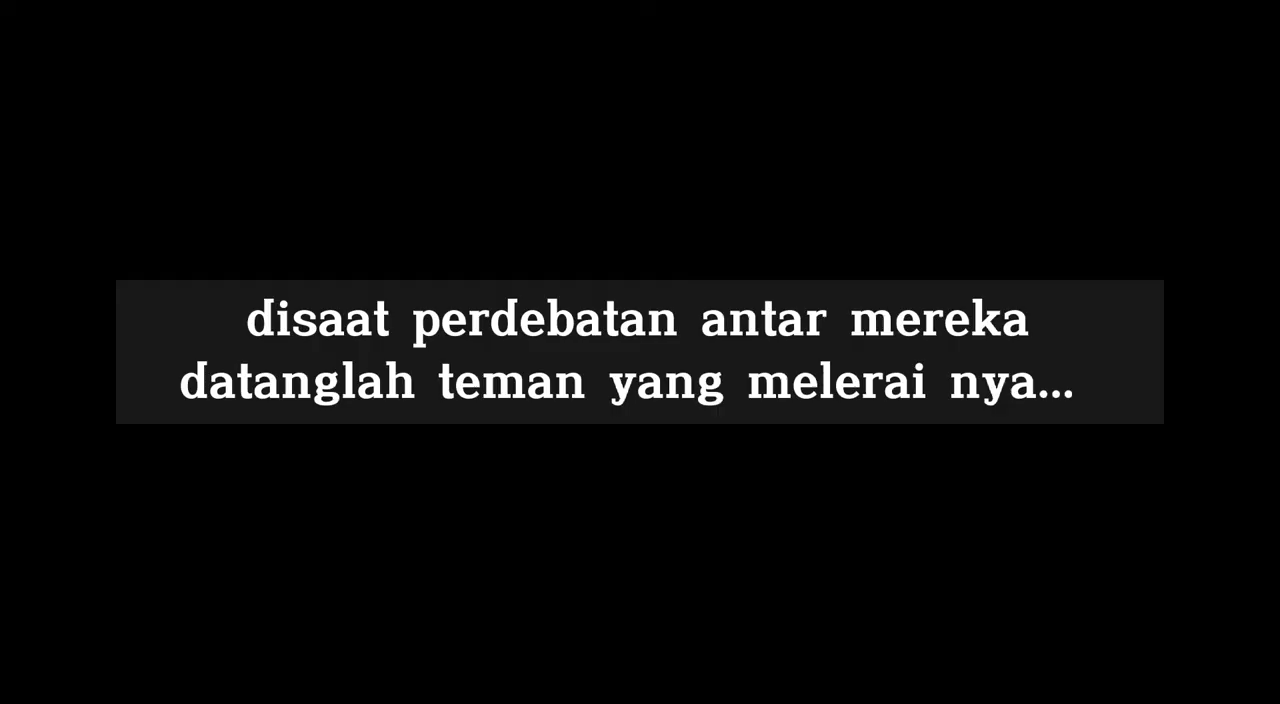 disaat perdebatan antar mereka
datanglah teman yang melerai nya...